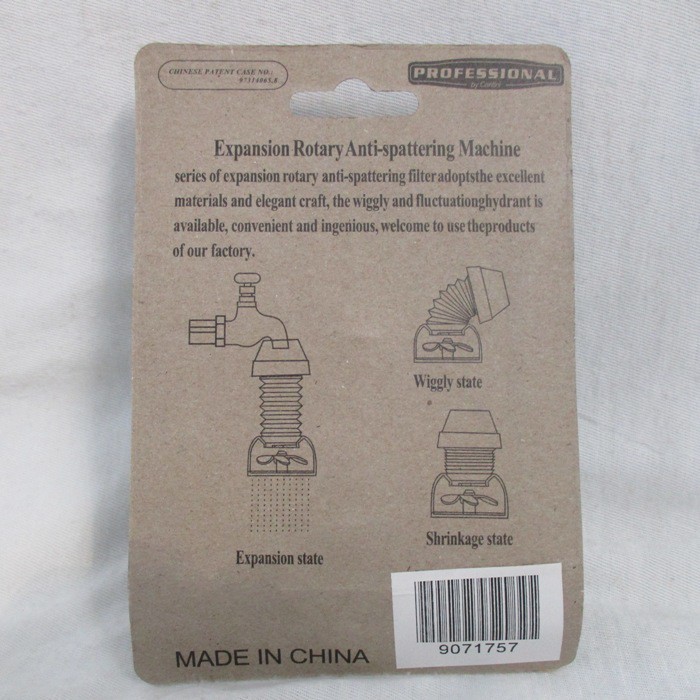 CHINESE PATENT CASE NO.:
97314865.8
PROFESSIONAL
Expansion Rotary Anti-spattering Machine
series of expansion rotary anti-spattering filter adoptsthe excellent
materials and elegant craft, the wiggly and fluctuationghydrant is
available, convenient and ingenious, welcome to use theproducts
of our factory.
Wiggly state
Shrinkage state
Expansion state
MADE IN CHINA
9071757